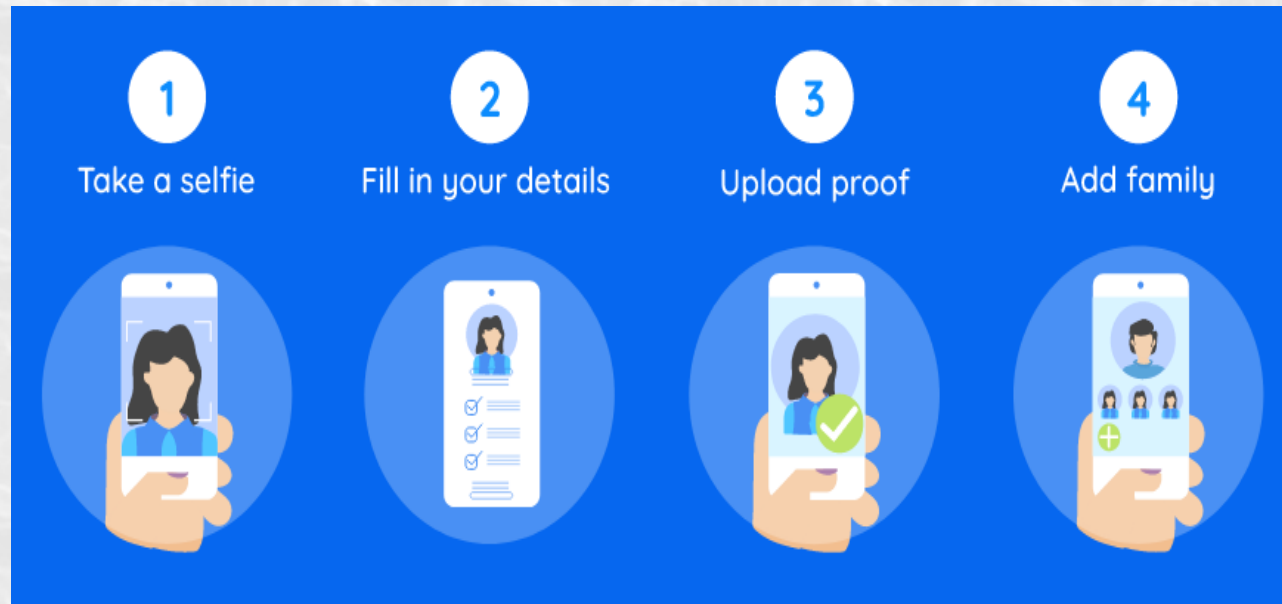 1
Take a selfie
2
Fill in your details
3
Upload proof
4
Add family